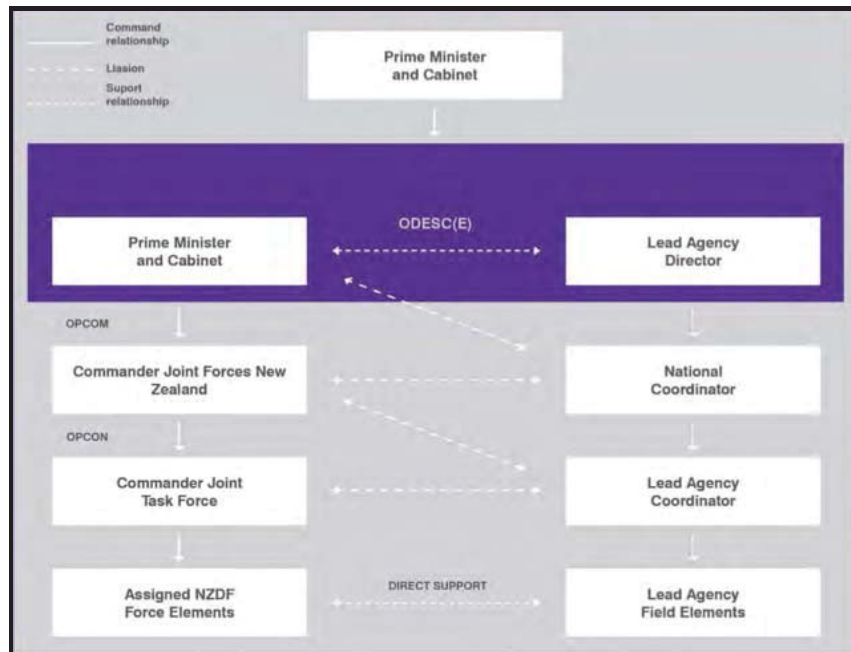 Command
relationship
Liasion
Suport
relationship
Prime Minister
and Cabinet
ODESC(E)
Prime Minister
and Cabinet
Lead Agency
Director
OPCOM
Commander Joint Forces New
Zealand
National
Coordinator
OPCON
Commander Joint
Task Force
Lead Agency
Coordinator
Assigned NZDF
Force Elements
DIRECT SUPPORT
Lead Agency
Field Elements